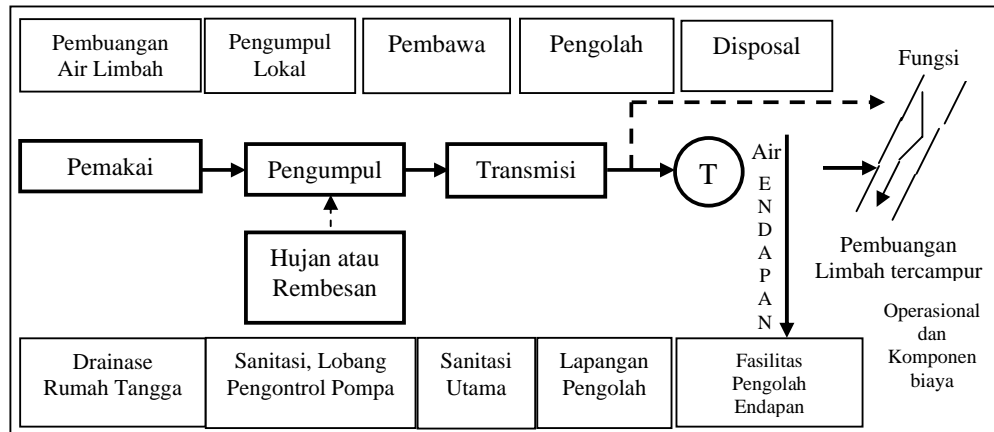 Pembuangan
Air Limbah
Pengumpul
Lokal
Pembawa
Pengolah
Disposal
Fungsi
Pemakai
Pengumpul
Transmisi
T
Air
E
N
D
A
P
A
N
Hujan atau
Rembesan
Pembuangan
Limbah tercampur
Operasional
dan
Komponen
biaya
Drainase
Rumah Tangga
Sanitasi, Lobang
Pengontrol Pompa
Sanitasi
Utama
Lapangan
Pengolah
Fasilitas
Pengolah
Endapan